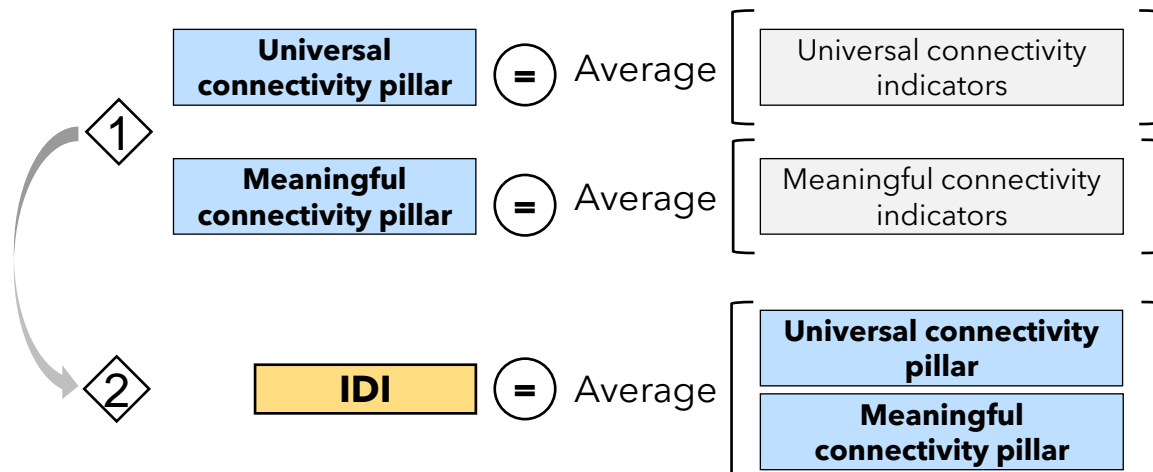 Universal
connectivity pillar
=
Average
Universal connectivity
indicators
1
Meaningful
connectivity pillar
=
Average
Meaningful connectivity
indicators
2
IDI
=
Average
Universal connectivity
pillar
Meaningful
connectivity pillar